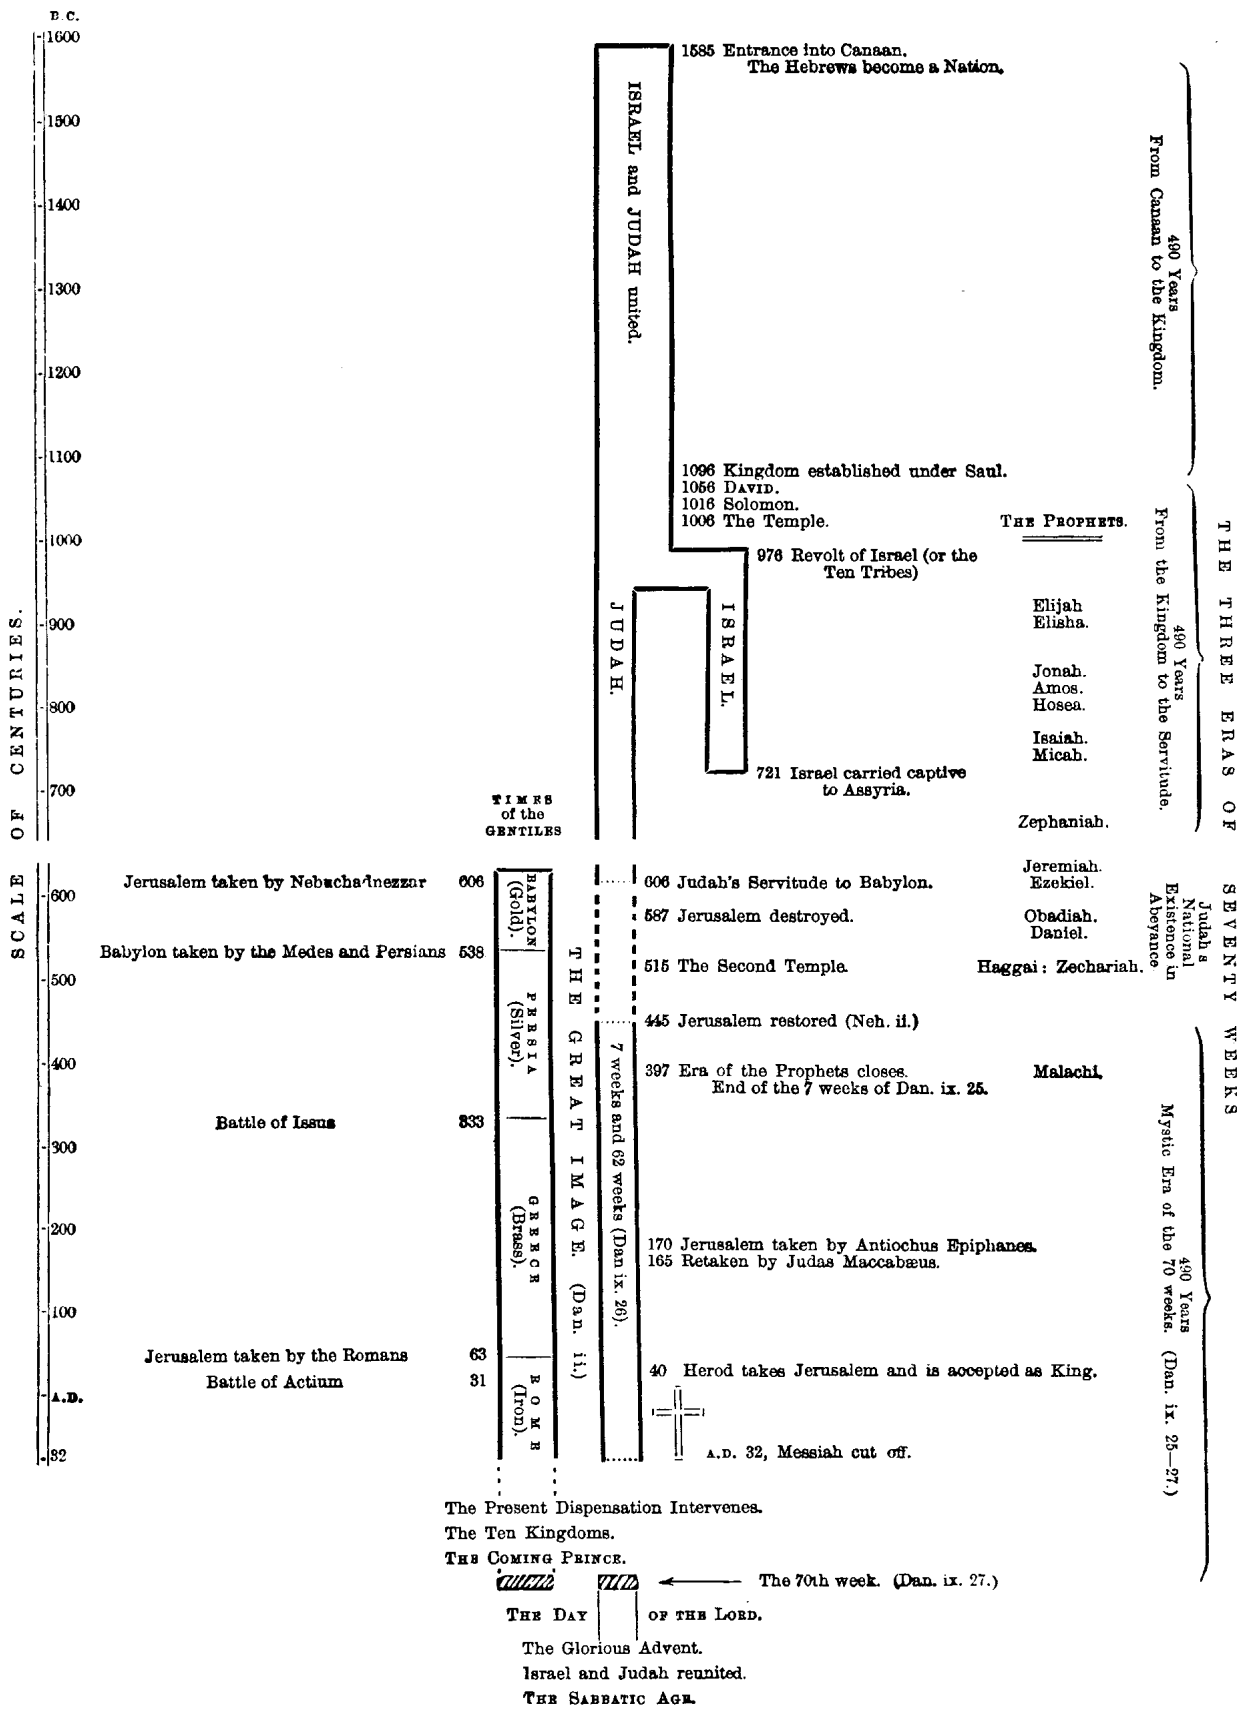 B.C.
1600
1585 Entrance into Canaan.
The Hebrews become a Nation.
1500
1400
1300
1200
1100
ISRAEL and JUDAH united.
490 Years
From Canaan to the Kingdom.
1096 Kingdom established under Saul.
1056 DAVID.
1016 Solomon.
1006 The Temple.
THE PROPHETS.
1000
976 Revolt of Israel (or the
Ten Tribes)
JUDAH.
ISRAEL.
Elijah
Elisha.
900
Jonah.
Amos.
Hosea.
800
Isaiah.
Micah.
721 Israel carried captive
to Assyria.
700
490 Years
From the Kingdom to the Servitude.
THE THREE ERAS OF SEVENTY WEEKS
SCALE OF CENTURIES.
TIMES
of the
GENTILES
Zephaniah.
Jeremiah.
Ezekiel.
Jerusalem taken by Nebuchadnezzar 606
BABYLON
(Gold).
606 Judah's Servitude to Babylon.
600
587 Jerusalem destroyed.
Obadiah.
Daniel.
Judah's
National
Existence in
Abeyance
Babylon taken by the Medes and Persians 538
515 The Second Temple.
Haggai: Zechariah.
500
PERSIA
(Silver).
THE GREAT IMAGE. (Dan. ii.)
445 Jerusalem restored (Neh. ii.)
400
397 Era of the Prophets closes.
End of the 7 weeks of Dan. ix. 25.
Malachi.
7 weeks and 62 weeks (Dan ix. 26).
Battle of Issus 333
300
GREECE
(Brass).
200
170 Jerusalem taken by Antiochus Epiphanes.
165 Retaken by Judas Maccabæus.
490 Years
Mystic Era of the 70 weeks. (Dan. ix. 25—27.)
100
Jerusalem taken by the Romans 63
Battle of Actium 31
40 Herod takes Jerusalem and is accepted as King.
ROME
(Iron).
A.D.
32
A.D. 32, Messiah cut off.
The Present Dispensation Intervenes.
The Ten Kingdoms.
THE COMING PRINCE.
The 70th week. (Dan. ix. 27.)
THE DAY OF THE LORD.
The Glorious Advent.
Israel and Judah reunited.
THE SABBATIC AGE.